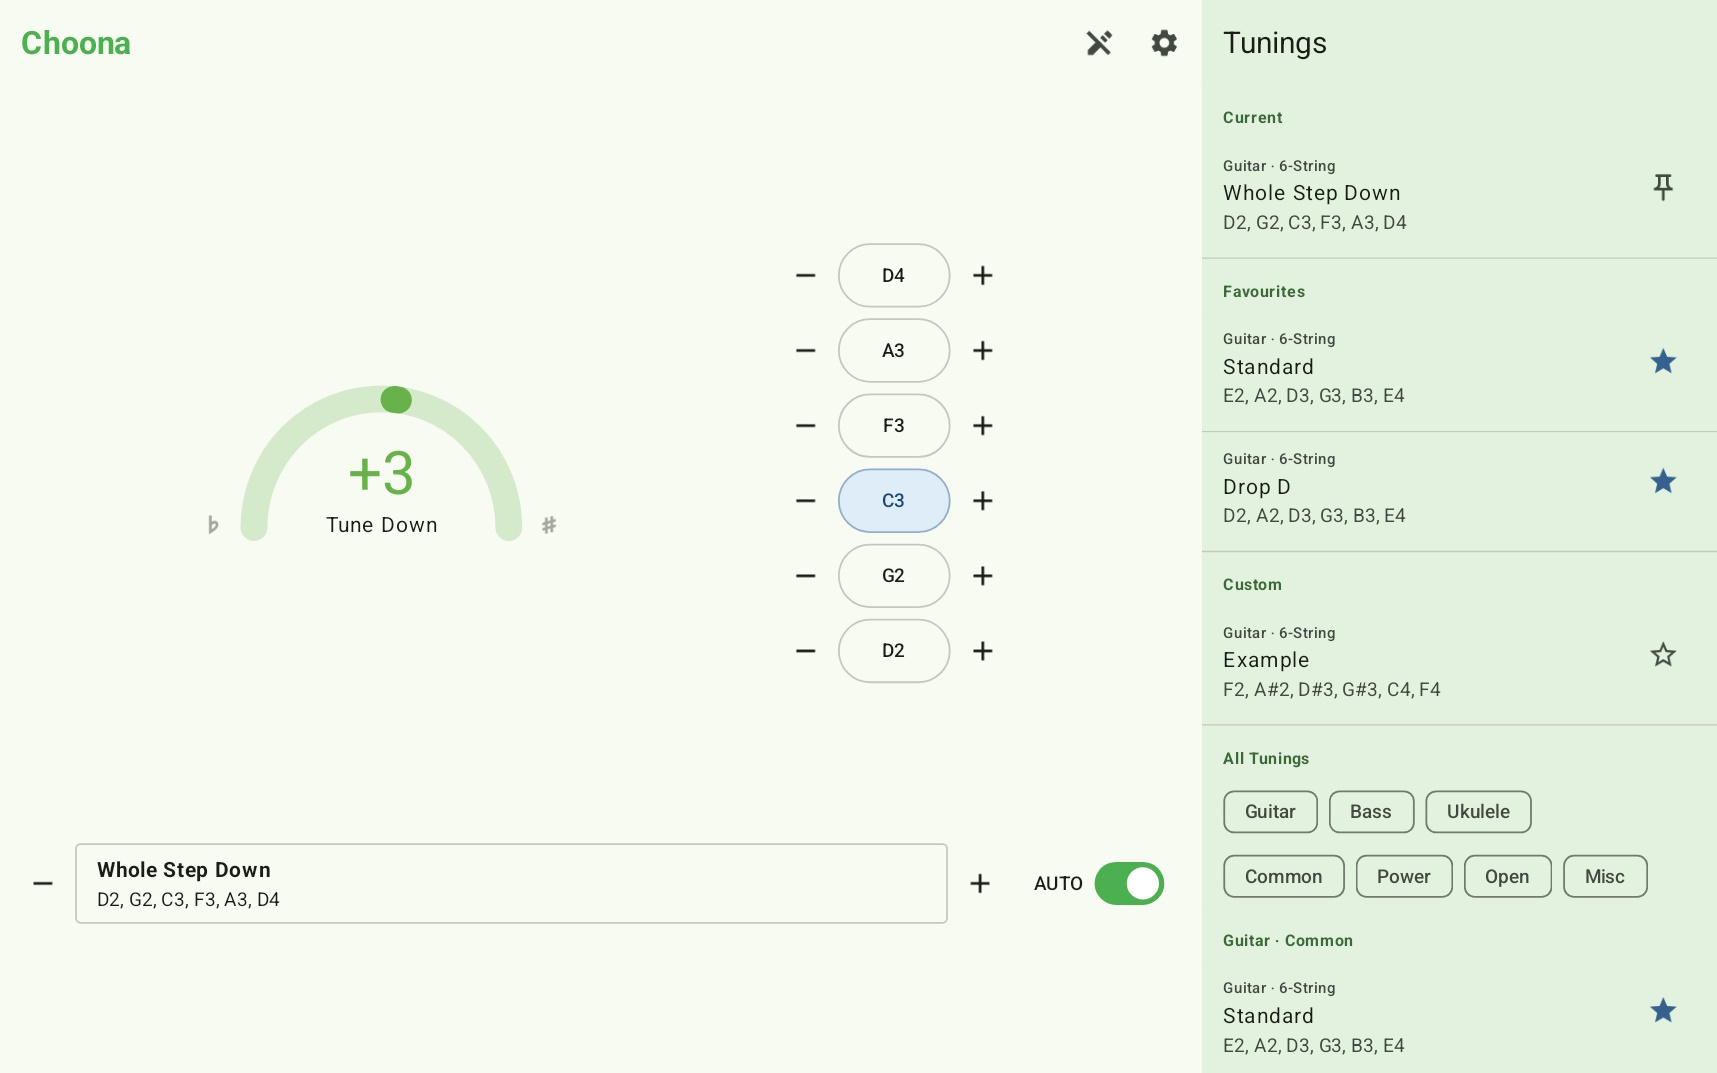 Choona
D4
A3
F3
+3
C3
♭ Tune Down ♯
G2
D2
Whole Step Down
D2, G2, C3, F3, A3, D4
AUTO
Tunings
Current
Guitar · 6-String
Whole Step Down
D2, G2, C3, F3, A3, D4
Favourites
Guitar · 6-String
Standard
E2, A2, D3, G3, B3, E4
Guitar · 6-String
Drop D
D2, A2, D3, G3, B3, E4
Custom
Guitar · 6-String
Example
F2, A#2, D#3, G#3, C4, F4
All Tunings
Guitar Bass Ukulele
Common Power Open Misc
Guitar · Common
Guitar · 6-String
Standard
E2, A2, D3, G3, B3, E4